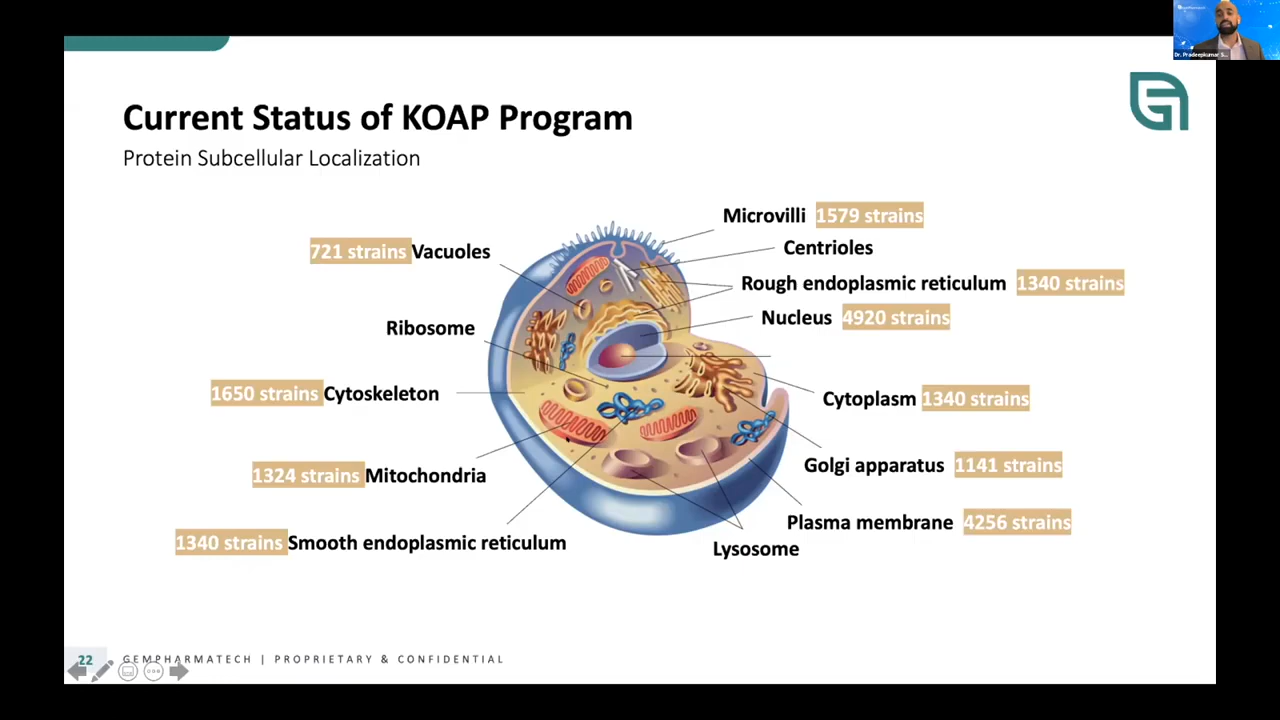 Dr. Pradeepkumar S...
Current Status of KOAP Program
Protein Subcellular Localization
Microvilli 1579 strains
721 strains Vacuoles
Centrioles
Rough endoplasmic reticulum 1340 strains
Nucleus 4920 strains
Ribosome
1650 strains Cytoskeleton
Cytoplasm 1340 strains
Golgi apparatus 1141 strains
1324 strains Mitochondria
Plasma membrane 4256 strains
1340 strains Smooth endoplasmic reticulum
Lysosome
22
GEMPHARMATECH | PROPRIETARY & CONFIDENTIAL